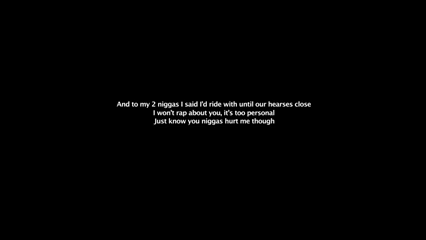 And to my 2 niggas I said I'd ride with until our hearses close
I won't rap about you, it's too personal
Just know you niggas hurt me though